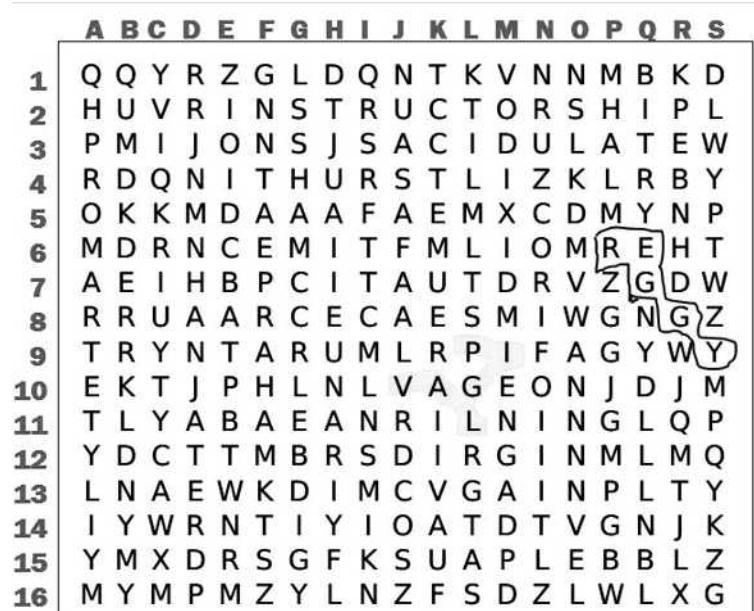 A B C D E F G H I J K L M N O P Q R S
1 Q Q Y R Z G L D Q N T K V N N M B K D
2 H U V R I N S T R U C T O R S H I P L
3 P M I J O N S J S A C I D U L A T E W
4 R D Q N I T H U R S T L I Z K L R B Y
5 O K K M D A A A F A E M X C D M Y N P
6 M D R N C E M I T F M L I O M R E H T
7 A E I H B P C I T A U T D R V Z G D W
8 R R U A A R C E C A E S M I W G N G Z
9 T R Y N T A R U M L R P I F A G Y W Y
10 E K T J P H L N L V A G E O N J D J M
11 T L Y A B A E A N R I L N I N G L Q P
12 Y D C T T M B R S D I R G I N M L M Q
13 L N A E W K D I M C V G A I N P L T Y
14 I Y W R N T I Y I O A T D T V G N J K
15 Y M X D R S G F K S U A P L E B B L Z
16 M Y M P M Z Y L N Z F S D Z L W L X G